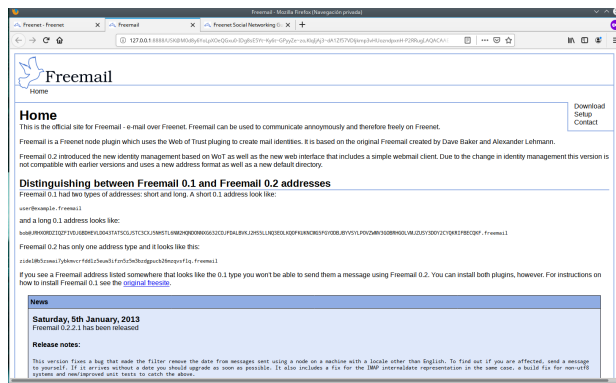 Freenet - Mozilla Firefox (Navegación privada)
Freenet - Freenet
Freemail
Freenet Social Networking G
Freemail
Home
Download
Setup
Contact
Home
This is the official site for Freemail - e-mail over Freenet. Freemail can be used to communicate annoymously and therefore freely on Freenet.
Freemail is a Freenet node plugin which uses the Web of Trust pluging to create mail identities. It is based on the original Freemail created by Dave Baker and Alexander Lehmann.
Freemail 0.2 introduced the new identity management based on WoT as well as the new web interface that includes a simple webmail client. Due to the change in identity management this version is
not compatible with earlier versions and uses a new address format as well as a new default directory.
Distinguishing between Freemail 0.1 and Freemail 0.2 addresses
Freemail 0.1 had two types of addresses: short and long. A short 0.1 address look like:
user@example.freemail
and a long 0.1 address looks like:
Freemail 0.2 has only one address type and it looks like this:
If you see a Freemail address listed somewhere that looks like the 0.1 type you won't be able to send them a message using Freemail 0.2. You can install both plugins, however. For instructions on
how to install Freemail 0.1 see the original freesite.
News
Saturday, 5th January, 2013
Freemail 0.2.2.1 has been released
Release notes:
This version fixes a bug that made the filter remove the date from messages sent using a node on a machine with a locale other than English. To find out if you are affected, send a message
to yourself. If it arrives without a date you should upgrade as soon as possible. It also includes a fix for the IMAP internaldate representation in the same case, a build fix for non-utf8
systems and new/improved unit tests to catch the above.